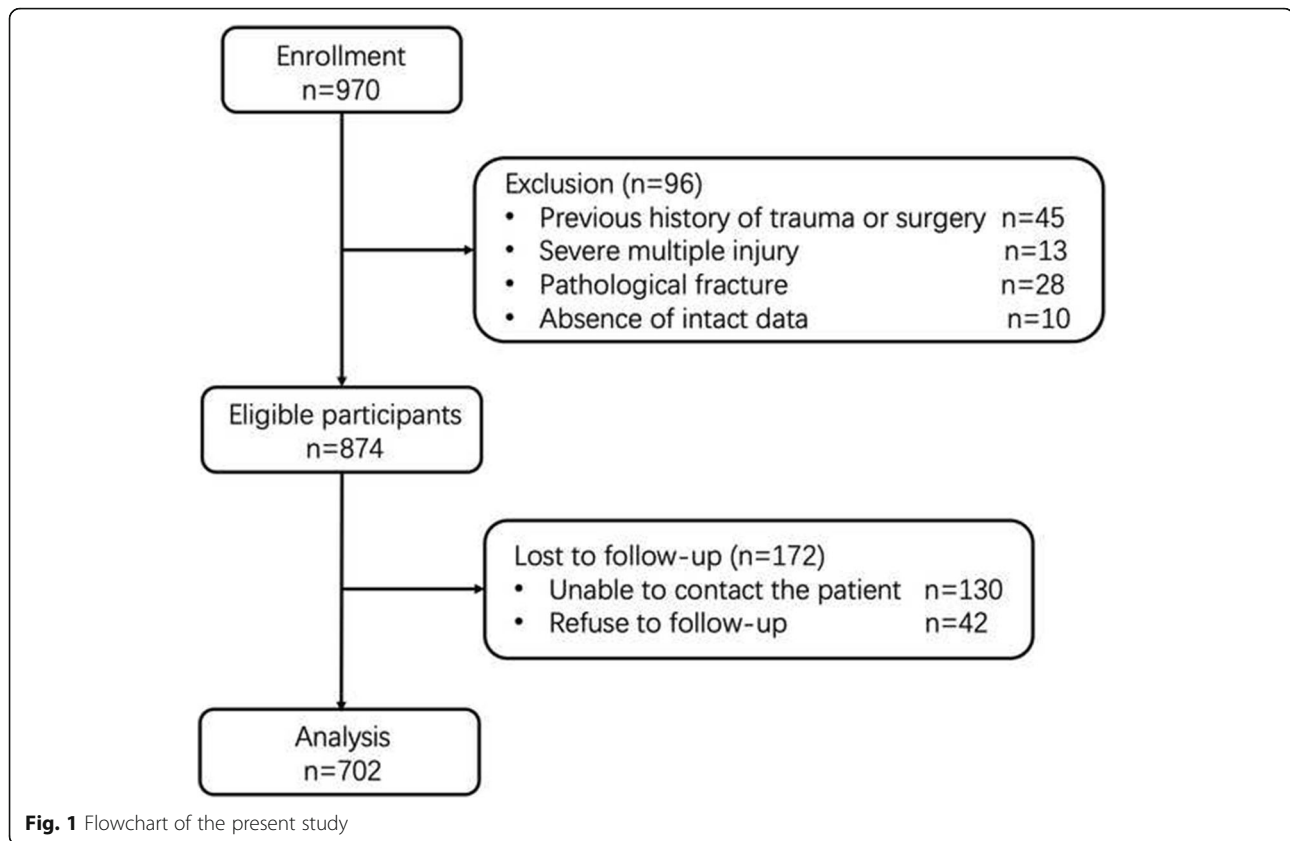 Enrollment
n=970
Exclusion (n=96)
• Previous history of trauma or surgery n=45
• Severe multiple injury n=13
• Pathological fracture n=28
• Absence of intact data n=10
Eligible participants
n=874
Lost to follow-up (n=172)
• Unable to contact the patient n=130
• Refuse to follow-up n=42
Analysis
n=702
Fig. 1 Flowchart of the present study